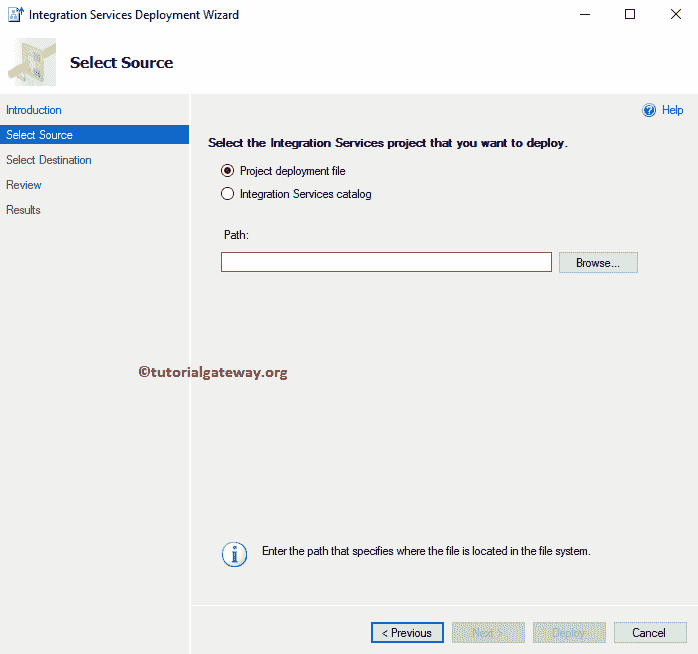 Integration Services Deployment Wizard
Select Source
Introduction
Select Source
Select Destination
Review
Results
Help
Select the Integration Services project that you want to deploy.
Project deployment file
Integration Services catalog
Path:
Browse...
©tutorialgateway.org
Enter the path that specifies where the file is located in the file system.
< Previous
Next >
Deploy
Cancel